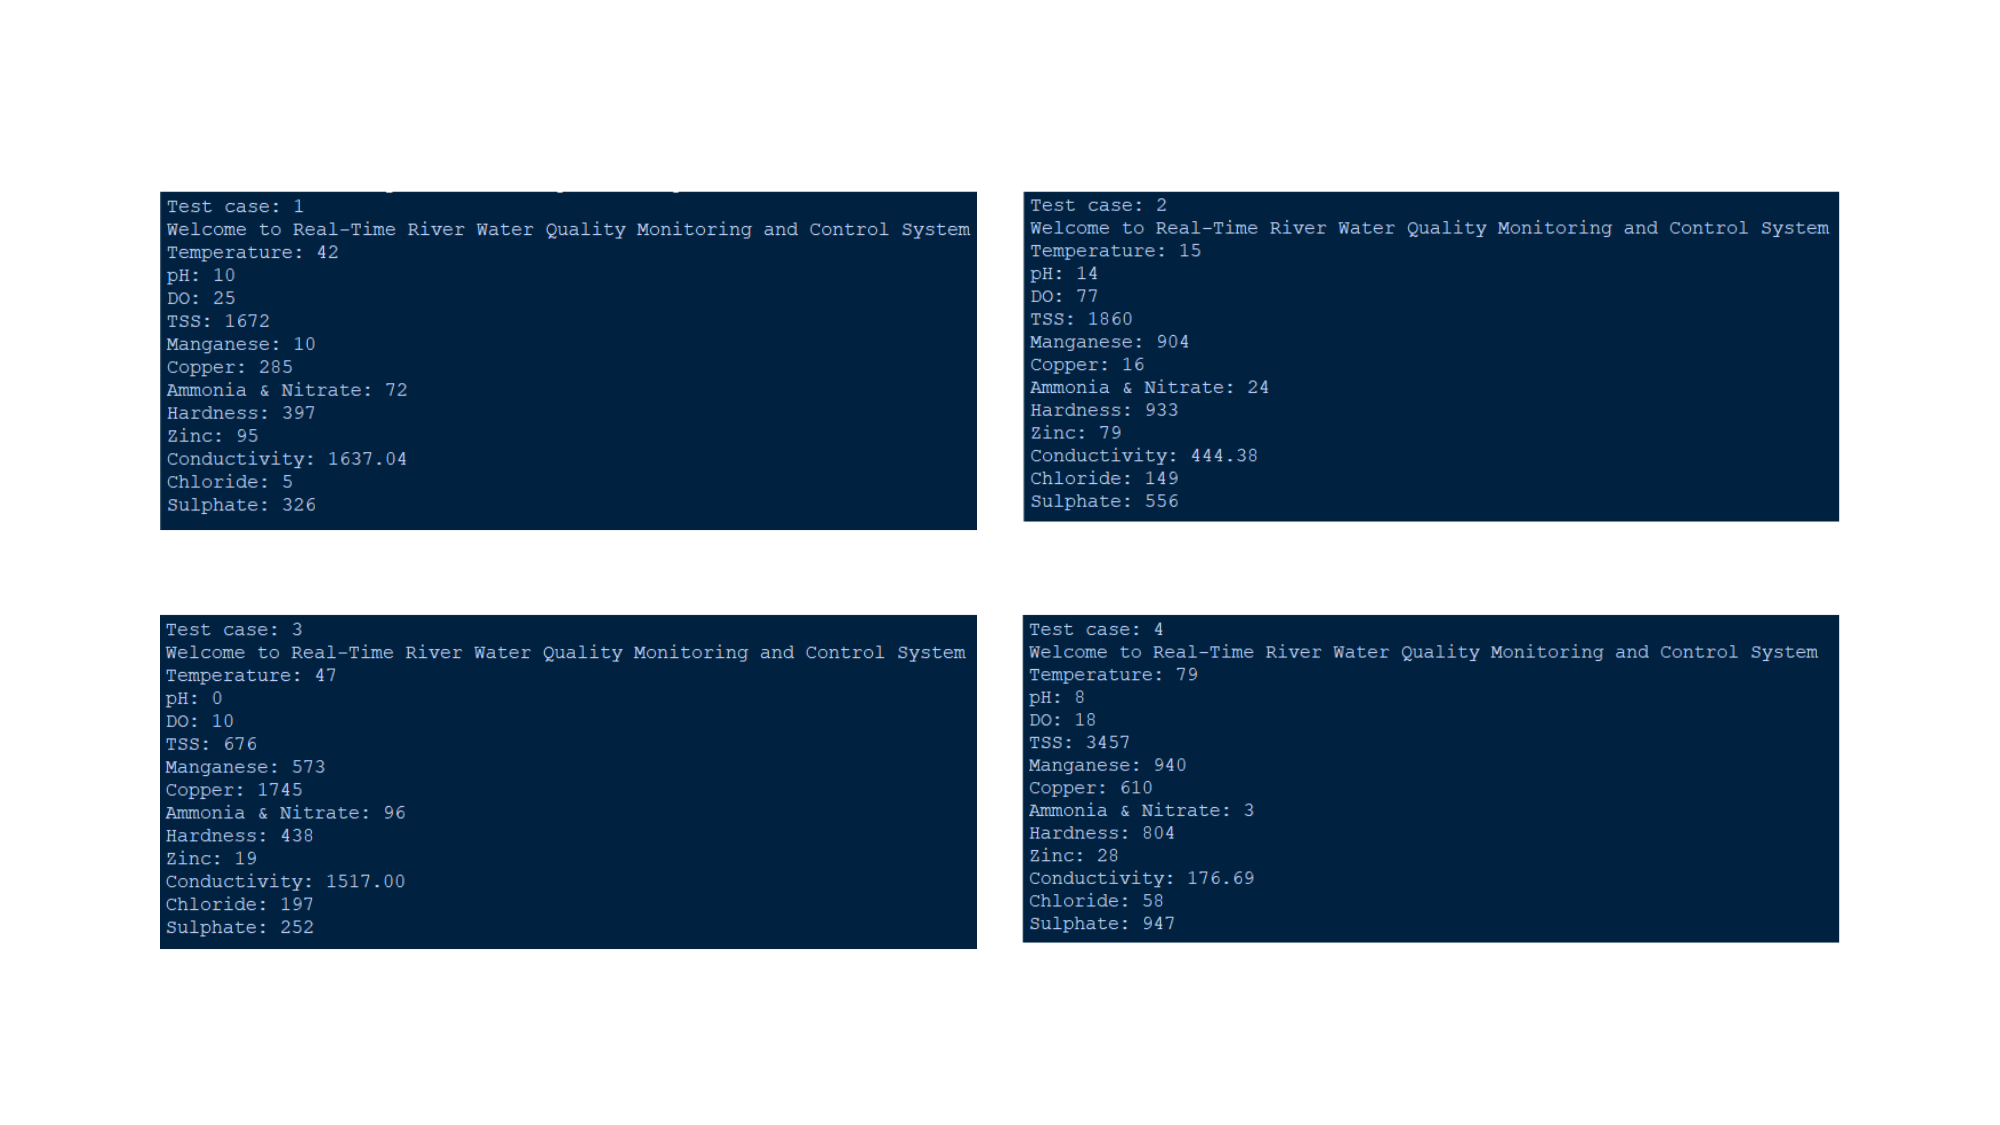 Test case: 1
Welcome to Real-Time River Water Quality Monitoring and Control System
Temperature: 42
pH: 10
DO: 25
TSS: 1672
Manganese: 10
Copper: 285
Ammonia & Nitrate: 72
Hardness: 397
Zinc: 95
Conductivity: 1637.04
Chloride: 5
Sulphate: 326
Test case: 2
Welcome to Real-Time River Water Quality Monitoring and Control System
Temperature: 15
pH: 14
DO: 77
TSS: 1860
Manganese: 904
Copper: 16
Ammonia & Nitrate: 24
Hardness: 933
Zinc: 79
Conductivity: 444.38
Chloride: 149
Sulphate: 556
Test case: 3
Welcome to Real-Time River Water Quality Monitoring and Control System
Temperature: 47
pH: 0
DO: 10
TSS: 676
Manganese: 573
Copper: 1745
Ammonia & Nitrate: 96
Hardness: 438
Zinc: 19
Conductivity: 1517.00
Chloride: 197
Sulphate: 252
Test case: 4
Welcome to Real-Time River Water Quality Monitoring and Control System
Temperature: 79
pH: 8
DO: 18
TSS: 3457
Manganese: 940
Copper: 610
Ammonia & Nitrate: 3
Hardness: 804
Zinc: 28
Conductivity: 176.69
Chloride: 58
Sulphate: 947